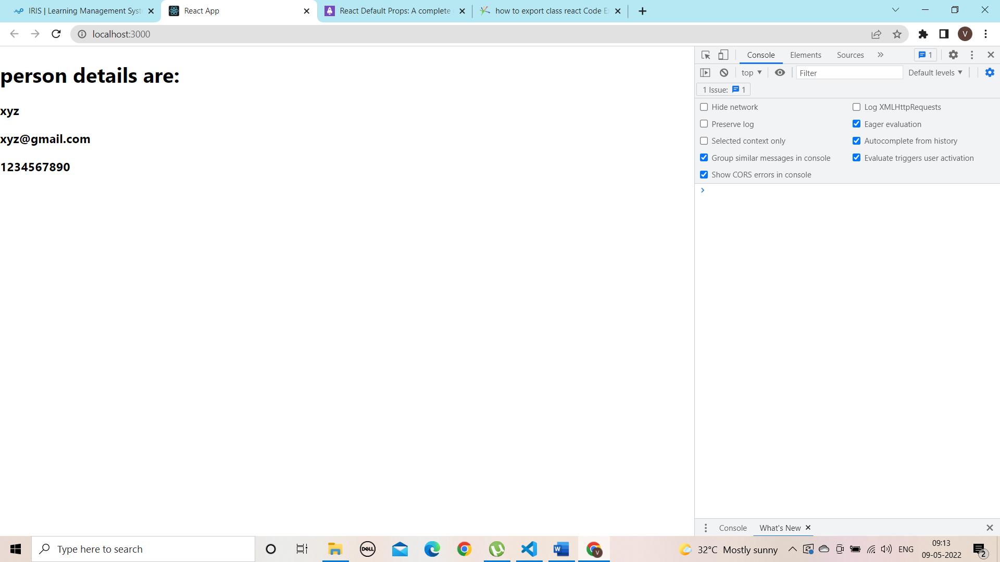 IRIS | Learning Management Syst
React App
React Default Props: A complete
how to export class react Code E
localhost:3000
V
person details are:
xyz
xyz@gmail.com
1234567890
Console Elements Sources 1
top Filter Default levels
1 Issue: 1
Hide network Log XMLHttpRequests
Preserve log Eager evaluation
Selected context only Autocomplete from history
Group similar messages in console Evaluate triggers user activation
Show CORS errors in console
Console What's New
Type here to search
DELL
W
V
32°C Mostly sunny
ENG
09:13
09-05-2022
2